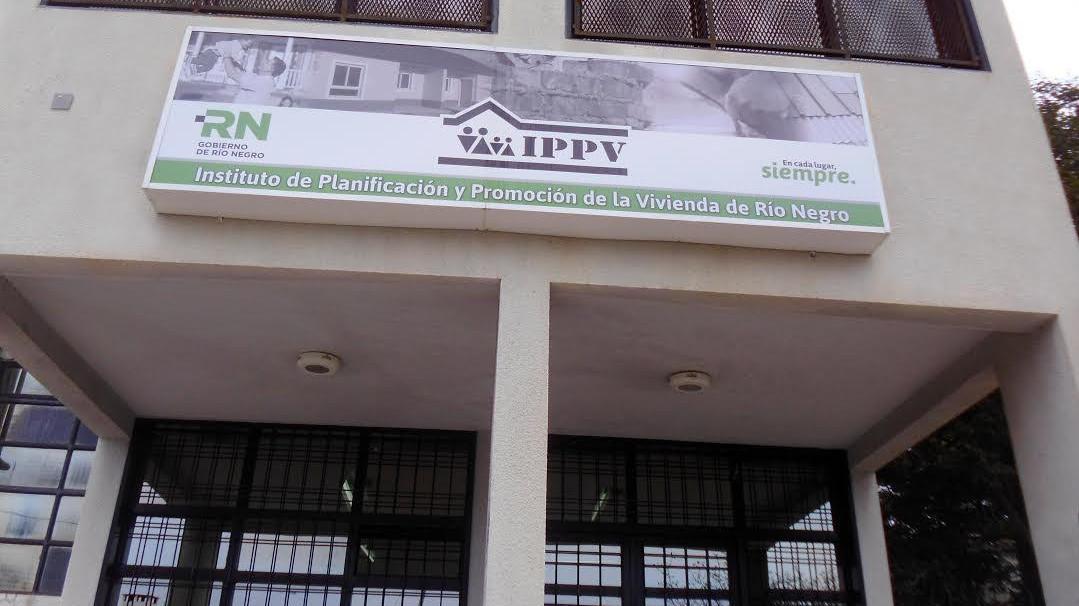 RN
GOBIERNO
DE RÍO NEGRO
IPPV
En cada lugar,
siempre.
Instituto de Planificación y Promoción de la Vivienda de Río Negro